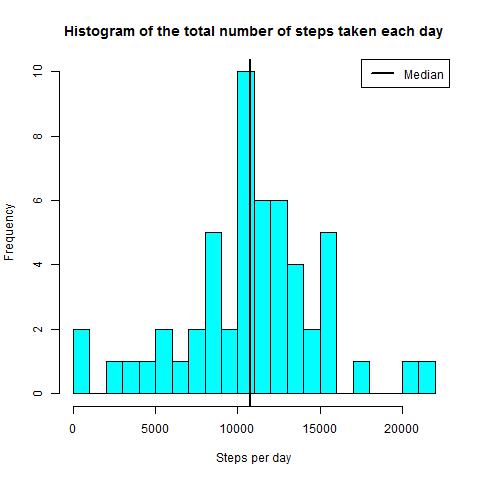 Histogram of the total number of steps taken each day
Median
10
8
6
4
2
0
Frequency
0 5000 10000 15000 20000
Steps per day